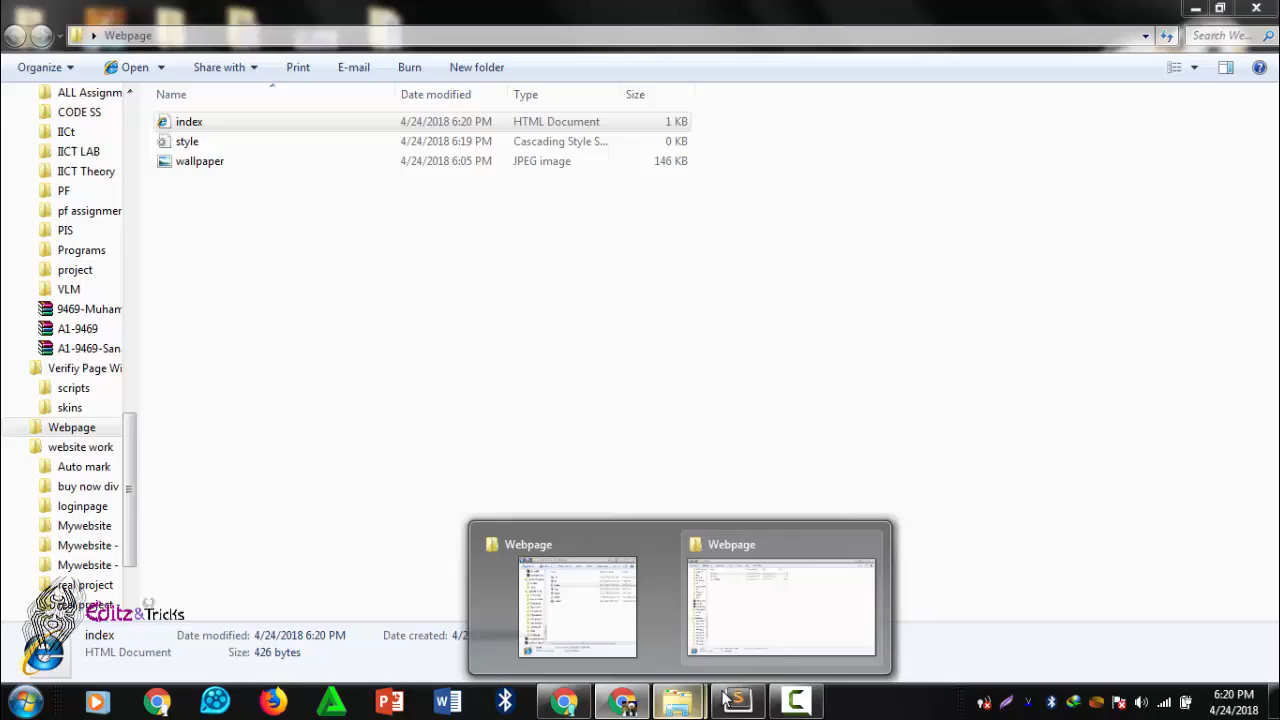 Webpage
Search We...
Organize
Open
Share with
Print
E-mail
Burn
New folder
Name
Date modified
Type
Size
ALL Assignm
CODE SS
IICt
IICT LAB
IICT Theory
PF
pf assignmer
PIS
Programs
project
VLM
9469-Muham
A1-9469
A1-9469-San
Verifiy Page Wi
scripts
skins
Webpage
website work
Auto mark
buy now div
loginpage
Mywebsite
Mywebsite -
Mywebsite -
real project
index 4/24/2018 6:20 PM HTML Document 1 KB
style 4/24/2018 6:19 PM Cascading Style S... 0 KB
wallpaper 4/24/2018 6:05 PM JPEG image 146 KB
Webpage
Webpage
Editz&Tricks
index
HTML Document
Date modified: 4/24/2018 6:20 PM
Size: 426 bytes
Date created: 4/2
6:20 PM
4/24/2018